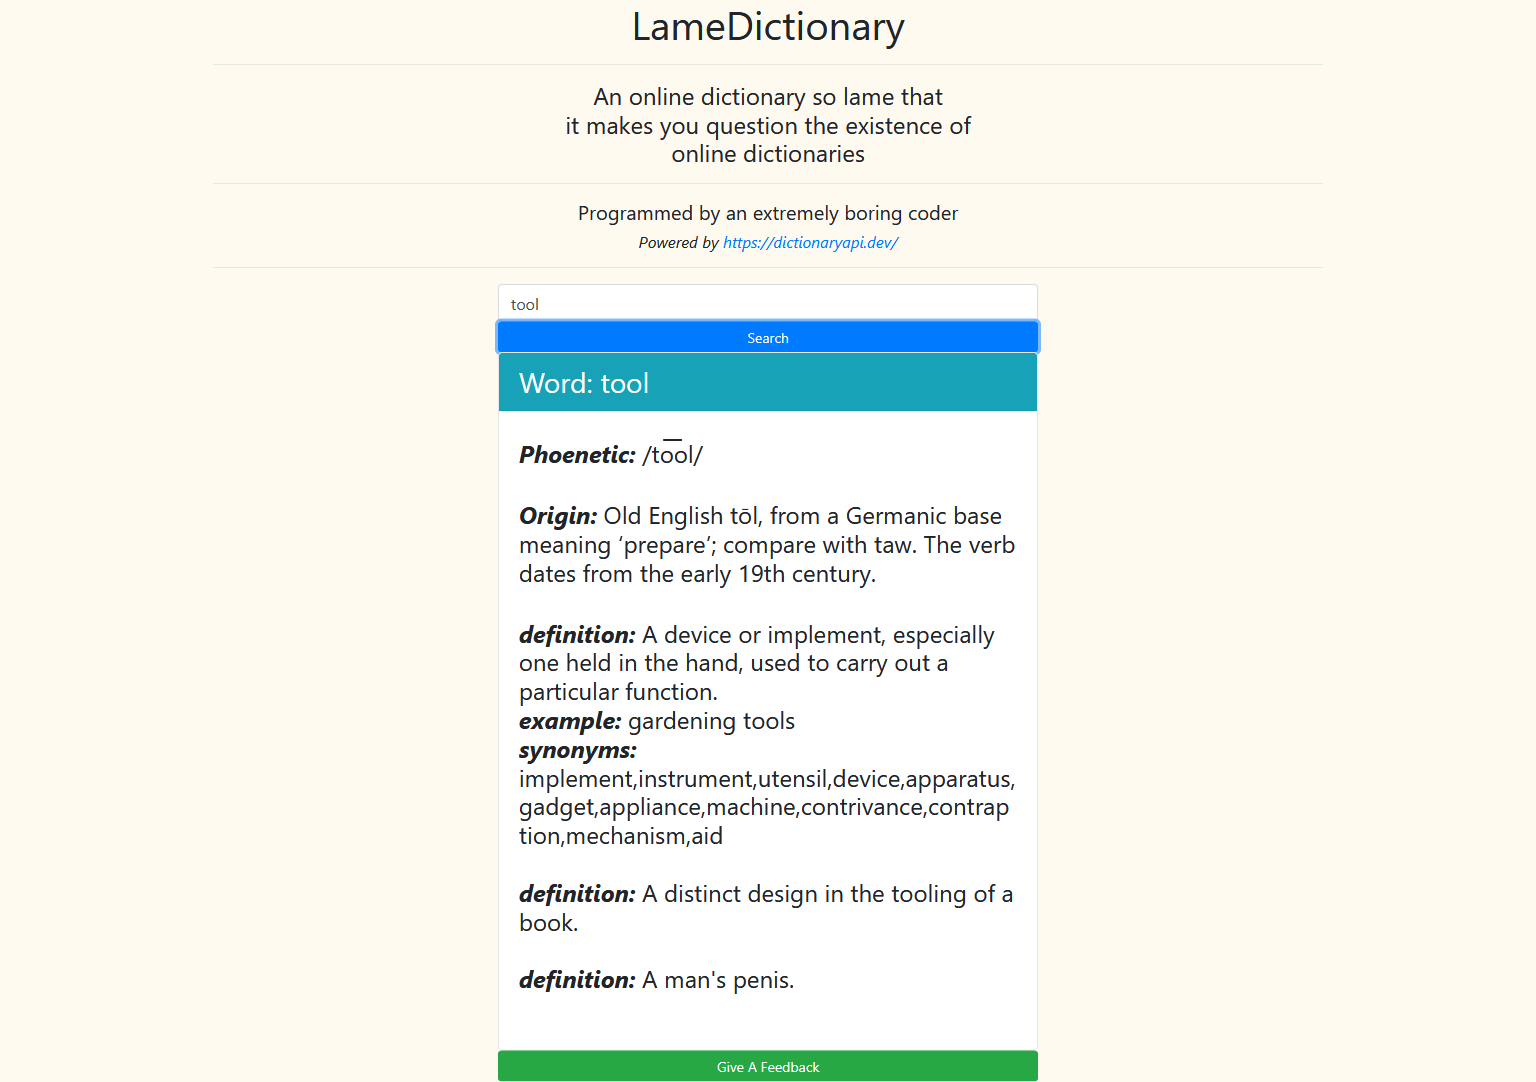 LameDictionary
An online dictionary so lame that
it makes you question the existence of
online dictionaries
Programmed by an extremely boring coder
Powered by https://dictionaryapi.dev/
tool
Search
Word: tool
Phoenetic: /to͞ol/
Origin: Old English tōl, from a Germanic base
meaning ‘prepare’; compare with taw. The verb
dates from the early 19th century.
definition: A device or implement, especially
one held in the hand, used to carry out a
particular function.
example: gardening tools
synonyms:
implement,instrument,utensil,device,apparatus,
gadget,appliance,machine,contrivance,contrap
tion,mechanism,aid
definition: A distinct design in the tooling of a
book.
definition: A man's penis.
Give A Feedback